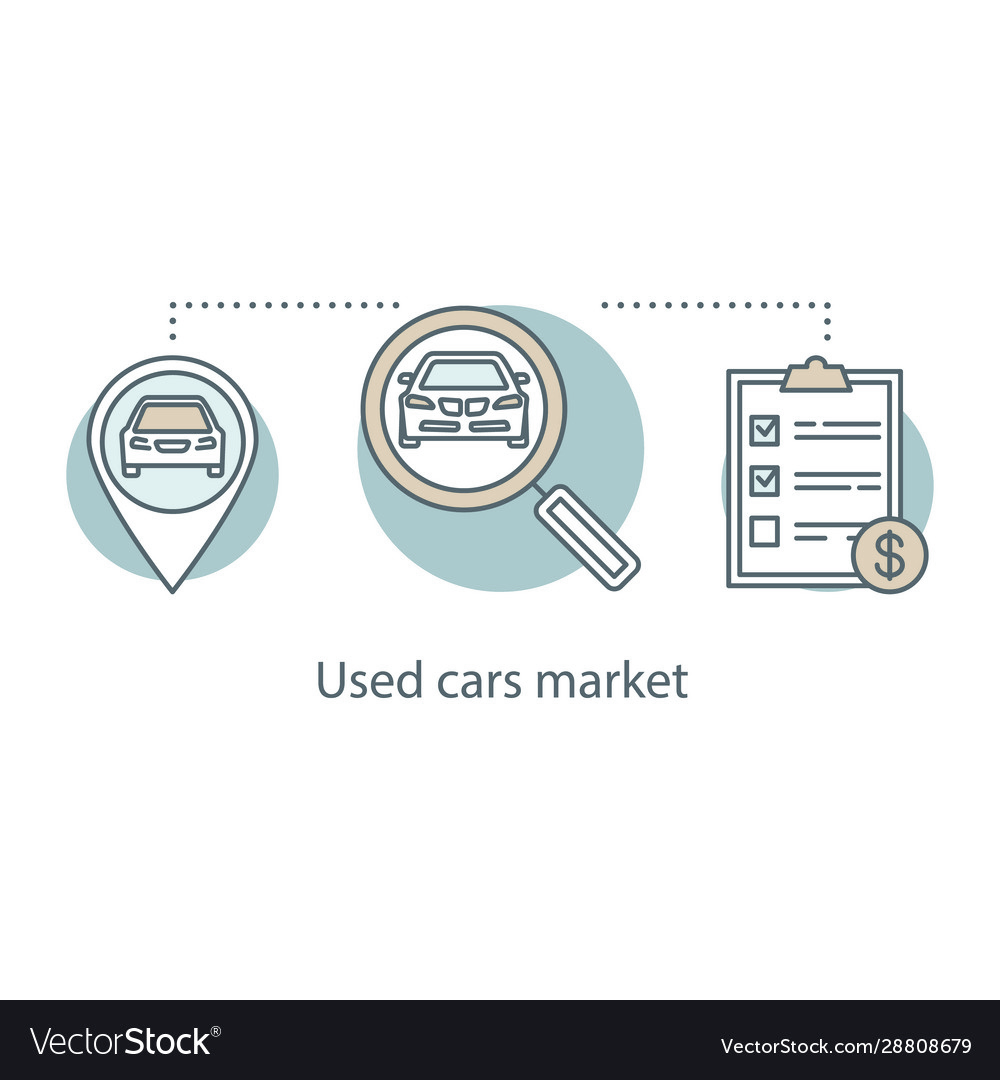 $
Used cars market
VectorStock®
VectorStock.com/28808679